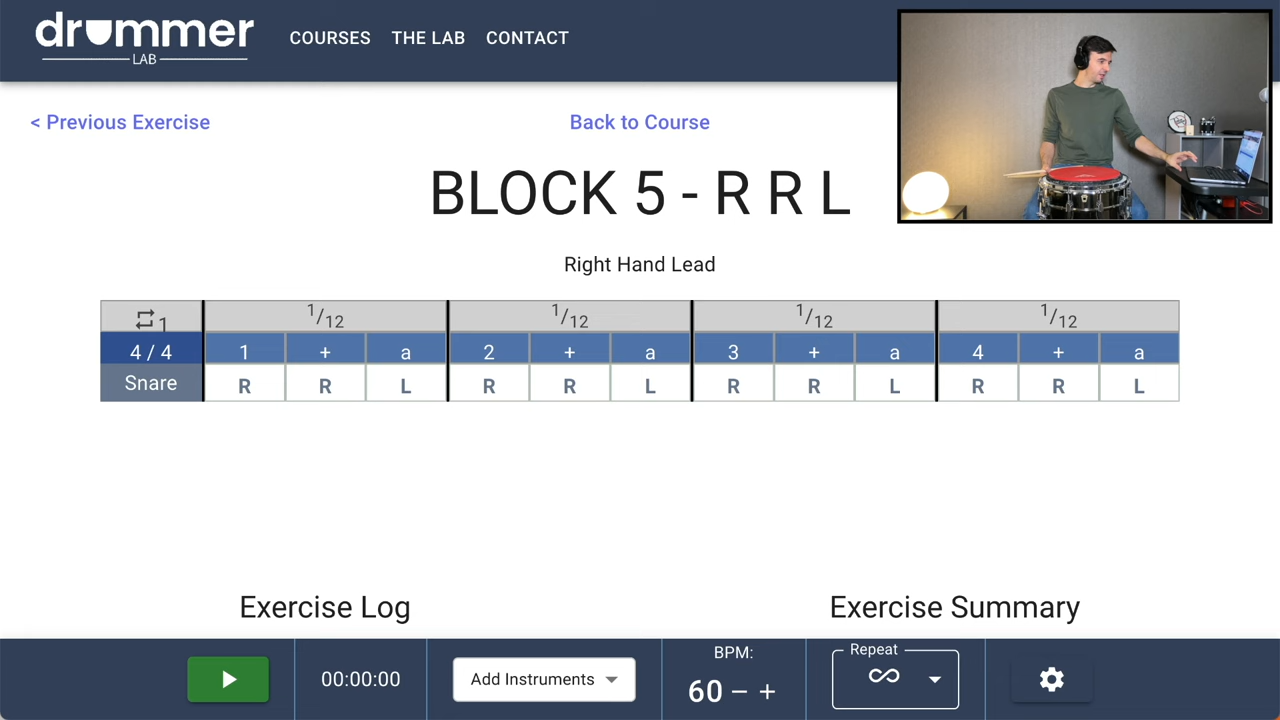 drummer
LAB
COURSES THE LAB CONTACT
< Previous Exercise
Back to Course
BLOCK 5 - R R L
Right Hand Lead
1 1/12 1/12 1/12 1/12
4 / 4 1 + a 2 + a 3 + a 4 + a
Snare R R L R R L R R L R R L
Exercise Log
Exercise Summary
00:00:00
Add Instruments
BPM:
60 − +
Repeat
∞